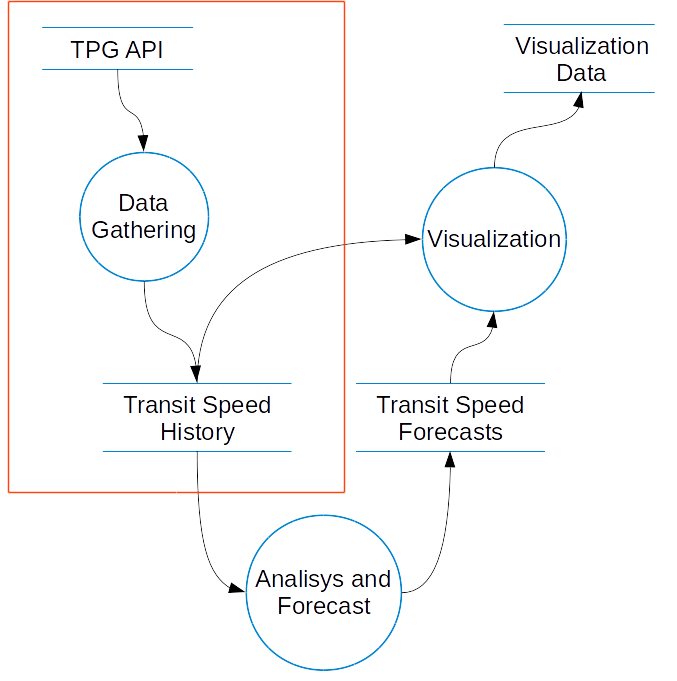 TPG API
Visualization
Data
Data
Gathering
Visualization
Transit Speed
History
Transit Speed
Forecasts
Analisys and
Forecast